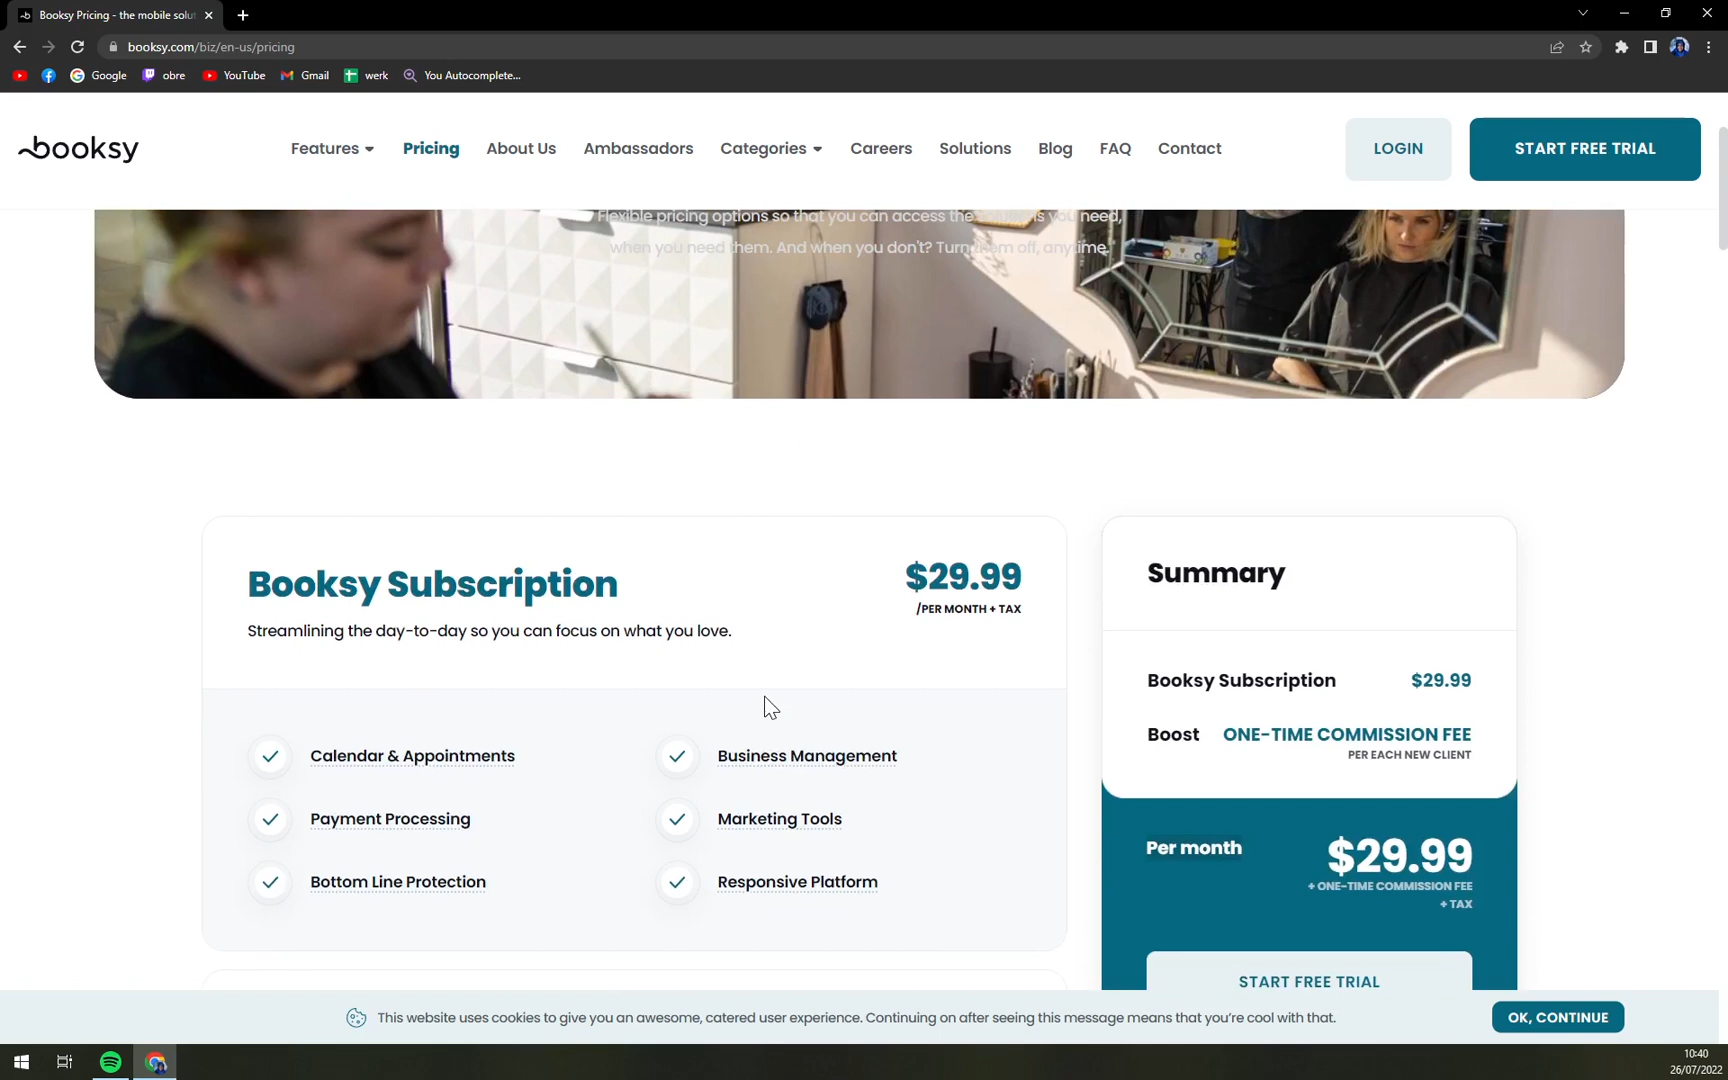 Booksy Pricing - the mobile solut
booksy.com/biz/en-us/pricing
Google
obre
YouTube
Gmail
werk
You Autocomplete...
booksy
Features
Pricing
About Us
Ambassadors
Categories
Careers
Solutions
Blog
FAQ
Contact
LOGIN
START FREE TRIAL
Flexible pricing options so that you can access the you need,
when you need them. And when you don't? Turn them off, anytime.
Booksy Subscription
$29.99
/PER MONTH + TAX
Streamlining the day-to-day so you can focus on what you love.
Calendar & Appointments
Business Management
Payment Processing
Marketing Tools
Bottom Line Protection
Responsive Platform
Summary
Booksy Subscription
$29.99
Boost
ONE-TIME COMMISSION FEE
PER EACH NEW CLIENT
Per month
$29.99
+ ONE-TIME COMMISSION FEE
+ TAX
START FREE TRIAL
This website uses cookies to give you an awesome, catered user experience. Continuing on after seeing this message means that you're cool with that.
OK, CONTINUE
10:40
26/07/2022